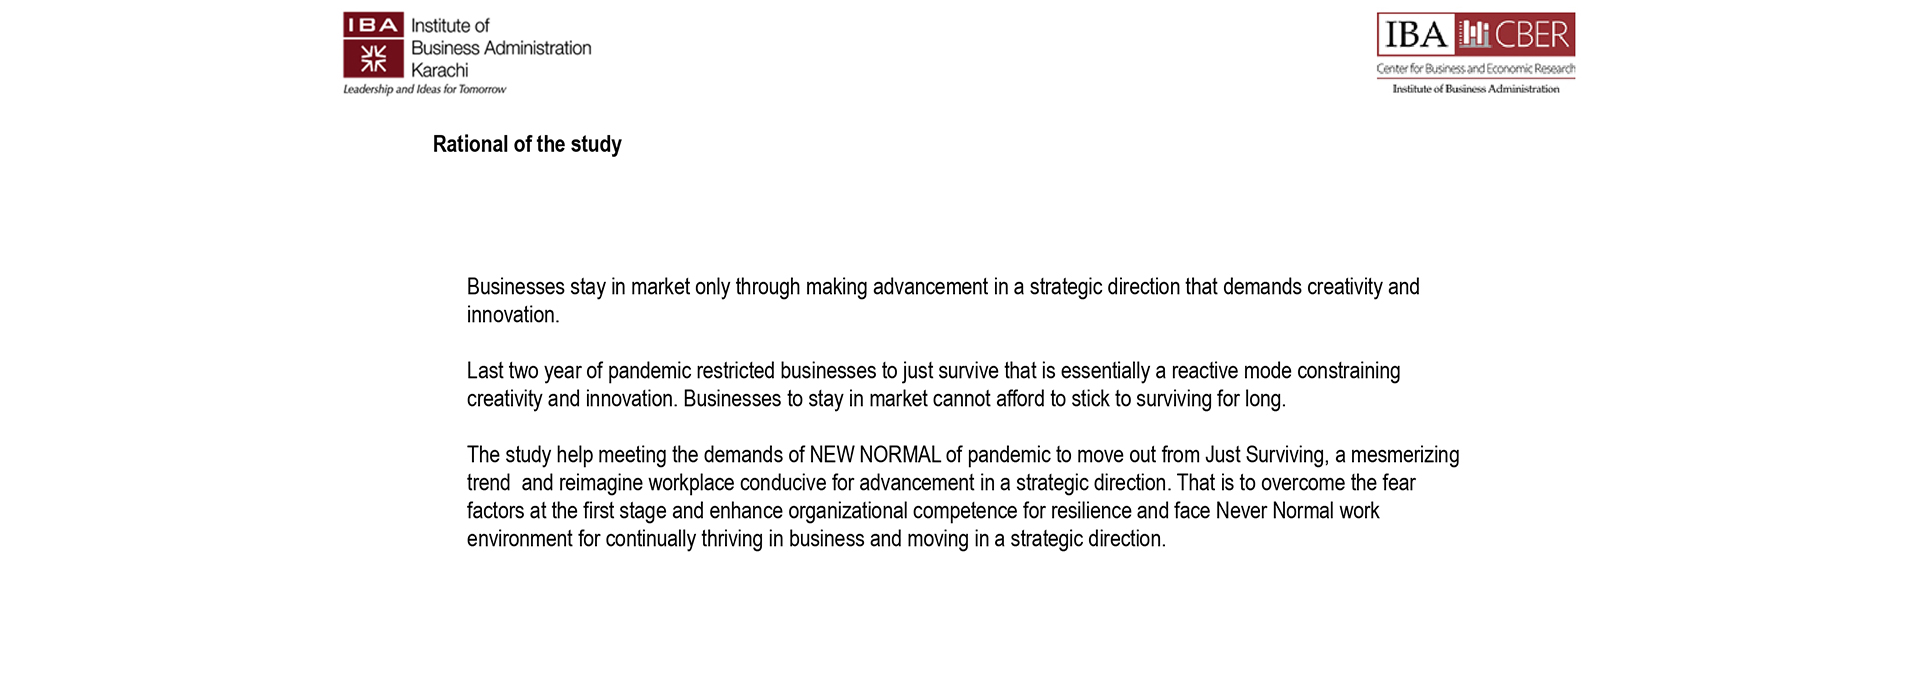 IBA Institute of
Business Administration
Karachi
Leadership and Ideas for Tomorrow
IBA CBER
Center for Business and Economic Research
Institute of Business Administration
Rational of the study
Businesses stay in market only through making advancement in a strategic direction that demands creativity and
innovation.
Last two year of pandemic restricted businesses to just survive that is essentially a reactive mode constraining
creativity and innovation. Businesses to stay in market cannot afford to stick to surviving for long.
The study help meeting the demands of NEW NORMAL of pandemic to move out from Just Surviving, a mesmerizing
trend  and reimagine workplace conducive for advancement in a strategic direction. That is to overcome the fear
factors at the first stage and enhance organizational competence for resilience and face Never Normal work
environment for continually thriving in business and moving in a strategic direction.